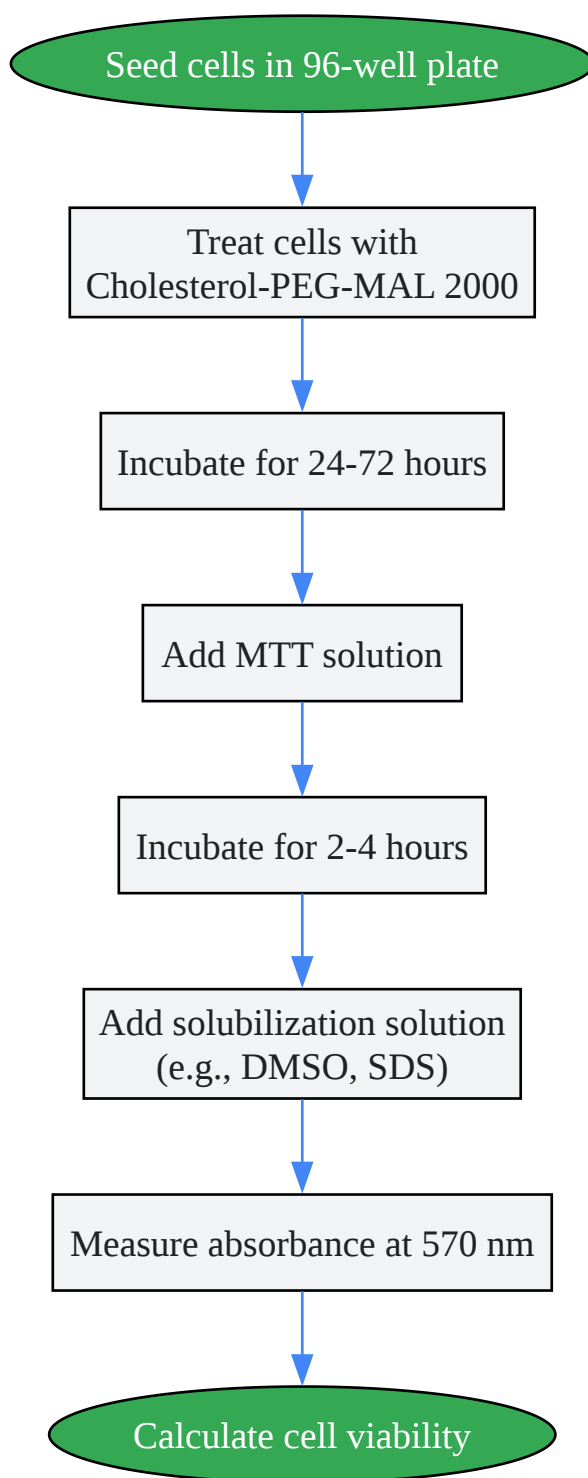 Seed cells in 96-well plate
Treat cells with
Cholesterol-PEG-MAL 2000
Incubate for 24-72 hours
Add MTT solution
Incubate for 2-4 hours
Add solubilization solution
(e.g., DMSO, SDS)
Measure absorbance at 570 nm
Calculate cell viability